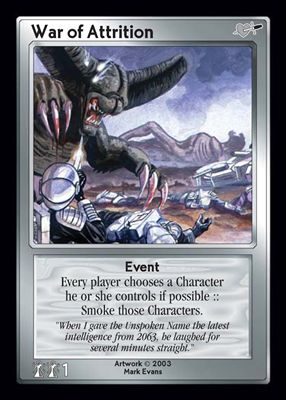 War of Attrition
Event
Every player chooses a Character
he or she controls if possible ::
Smoke those Characters.
"When I gave the Unspoken Name the latest
intelligence from 2063, he laughed for
several minutes straight."
1
Artwork © 2003
Mark Evans